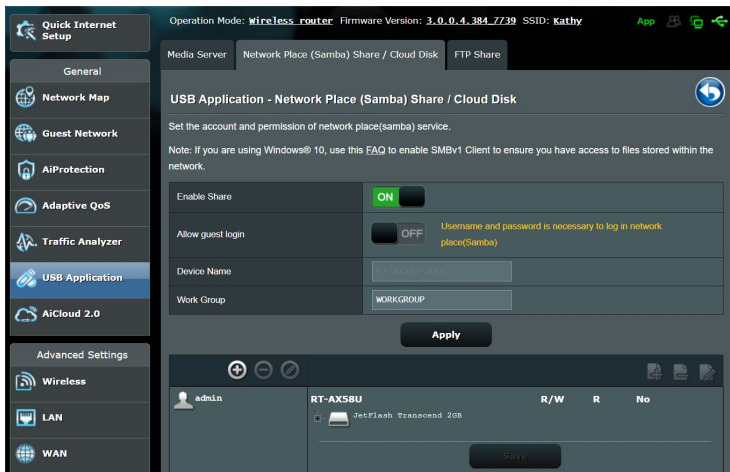 Quick Internet
Setup
Operation Mode: Wireless router Firmware Version: 3.0.0.4.384_7739 SSID: Kathy
App
Media Server
Network Place (Samba) Share / Cloud Disk
FTP Share
General
Network Map
Guest Network
AiProtection
Adaptive QoS
Traffic Analyzer
USB Application
AiCloud 2.0
Advanced Settings
Wireless
LAN
WAN
USB Application - Network Place (Samba) Share / Cloud Disk
Set the account and permission of network place(samba) service.
Note: If you are using Windows® 10, use this FAQ to enable SMBv1 Client to ensure you have access to files stored within the
network.
Enable Share
ON
Allow guest login
OFF
Username and password is necessary to log in network
place(Samba)
Device Name
Work Group
WORKGROUP
Apply
admin
RT-AX58U
R/W
R
No
JetFlash Transcend 2GB
Save